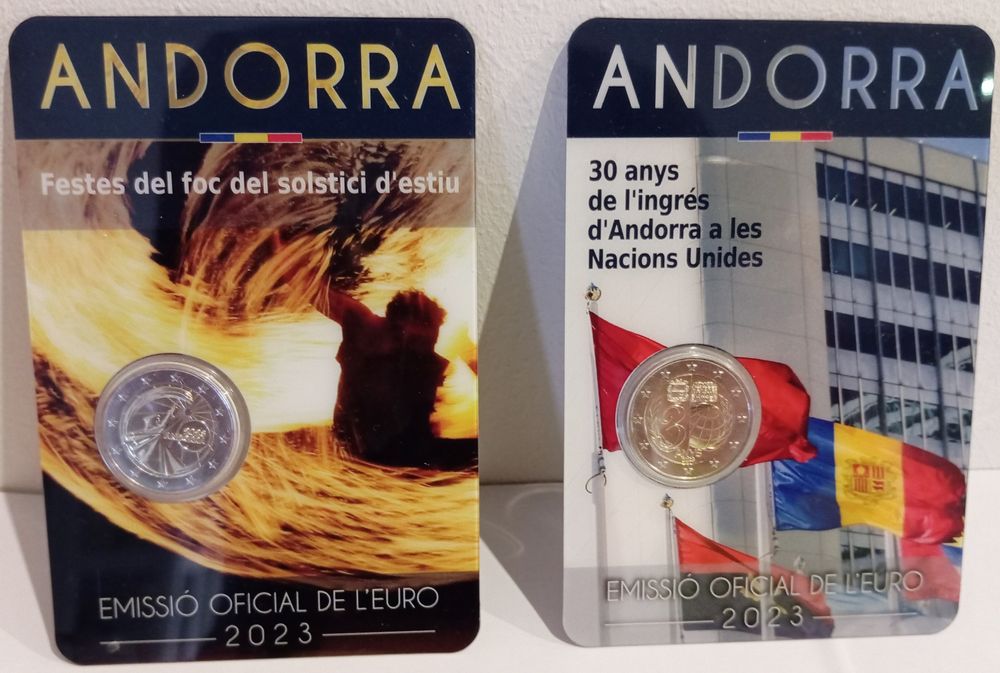 ANDORRA
Festes del foc del solstici d'estiu
EMISSIÓ OFICIAL DE L'EURO
2023
ANDORRA
30 anys
de l'ingrés
d'Andorra a les
Nacions Unides
EMISSIÓ OFICIAL DE L'EURO
2023